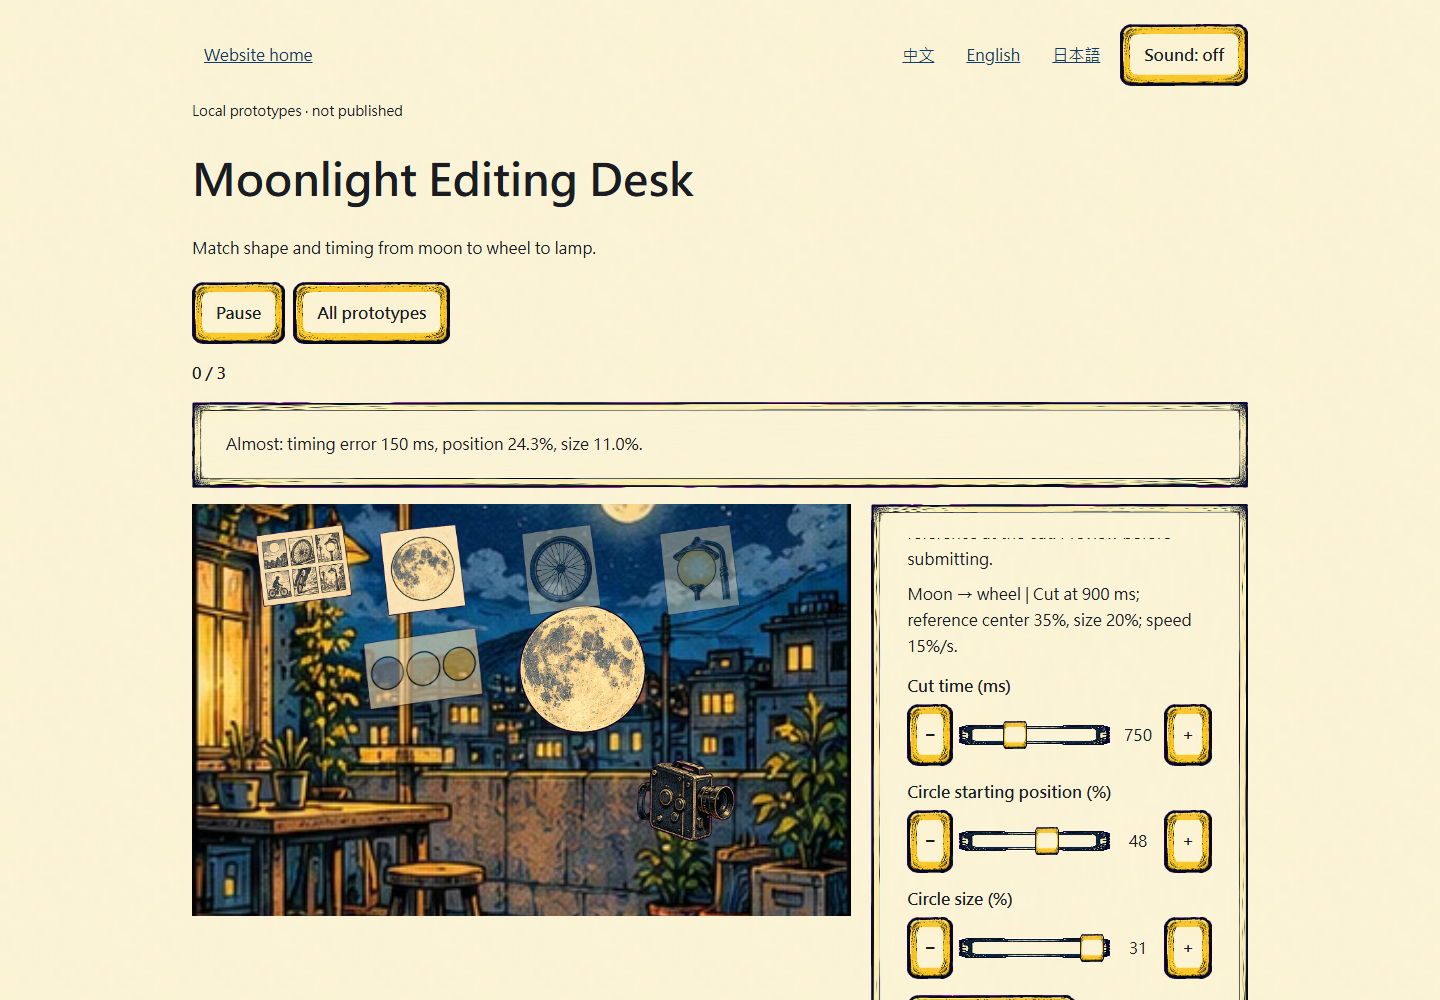 Website home
中文 English 日本語 Sound: off
Local prototypes · not published
Moonlight Editing Desk
Match shape and timing from moon to wheel to lamp.
Pause All prototypes
0 / 3
Almost: timing error 150 ms, position 24.3%, size 11.0%.
submitting.
Moon → wheel | Cut at 900 ms;
reference center 35%, size 20%; speed
15%/s.
Cut time (ms)
− 750 +
Circle starting position (%)
− 48 +
Circle size (%)
− 31 +